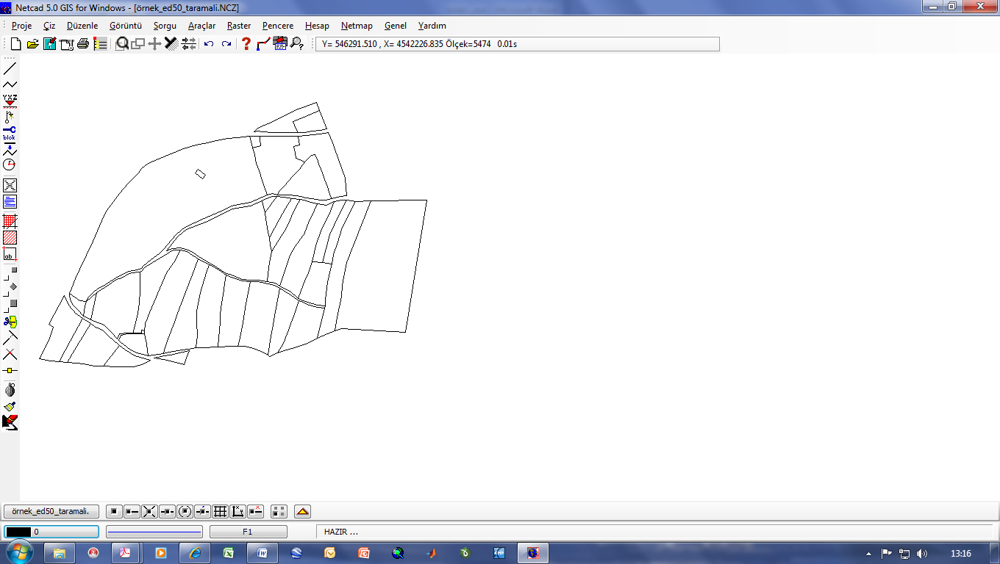 Netcad 5.0 GIS for Windows - [örnek_ed50_taramali.NCZ]
Proje Çiz Düzenle Görüntü Sorgu Araçlar Raster Pencere Hesap Netmap Genel Yardım
Y= 546291.510 , X= 4542226.835 Ölçek=5474 0.01s
YXZ
blok
ab
örnek_ed50_taramali.
0 F1 HAZIR ...
KMP
13:16